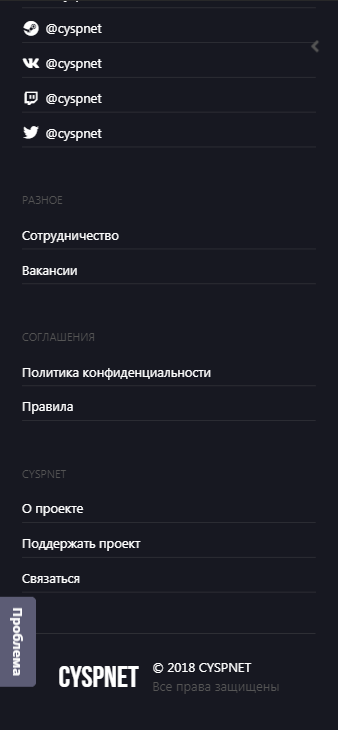 @cyspnet
@cyspnet
@cyspnet
@cyspnet
РАЗНОЕ
Сотрудничество
Вакансии
СОГЛАШЕНИЯ
Политика конфиденциальности
Правила
CYSPNET
О проекте
Поддержать проект
Связаться
Проблема
CYSPNET
© 2018 CYSPNET
Все права защищены